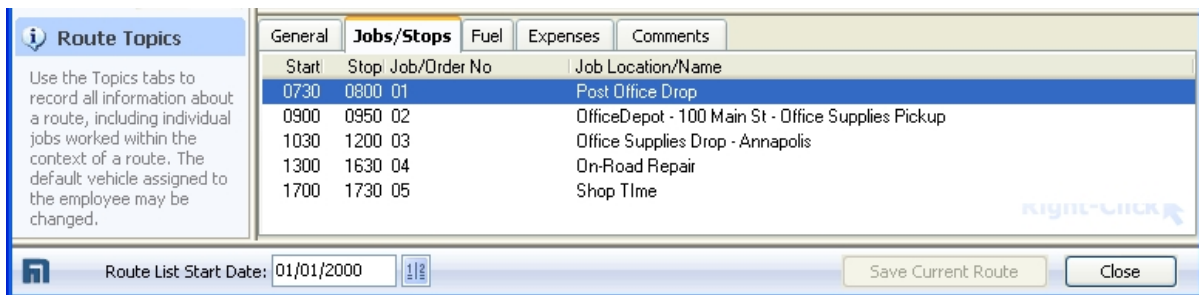 Route Topics
Use the Topics tabs to
record all information about
a route, including individual
jobs worked within the
context of a route. The
default vehicle assigned to
the employee may be
changed.
General Jobs/Stops Fuel Expenses Comments
Start Stop Job/Order No Job Location/Name
0730 0800 01 Post Office Drop
0900 0950 02 OfficeDepot - 100 Main St - Office Supplies Pickup
1030 1200 03 Office Supplies Drop - Annapolis
1300 1630 04 On-Road Repair
1700 1730 05 Shop TIme
Right-Click
Route List Start Date: 01/01/2000 1 2 Save Current Route Close